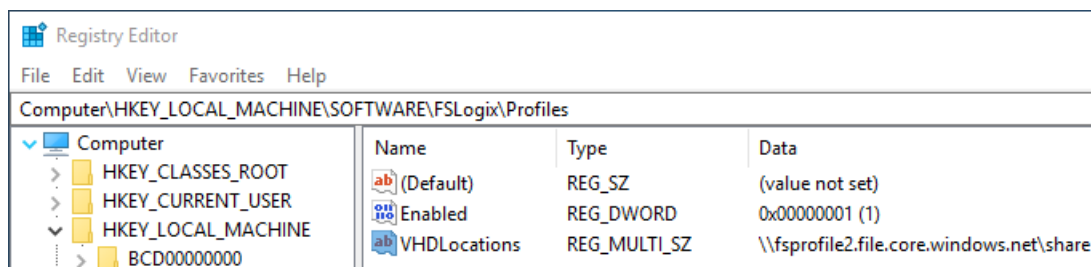 Registry Editor
File Edit View Favorites Help
Computer\HKEY_LOCAL_MACHINE\SOFTWARE\FSLogix\Profiles
Computer
HKEY_CLASSES_ROOT
HKEY_CURRENT_USER
HKEY_LOCAL_MACHINE
BCD00000000
Name Type Data
(Default) REG_SZ (value not set)
Enabled REG_DWORD 0x00000001 (1)
VHDLocations REG_MULTI_SZ \\fsprofile2.file.core.windows.net\share